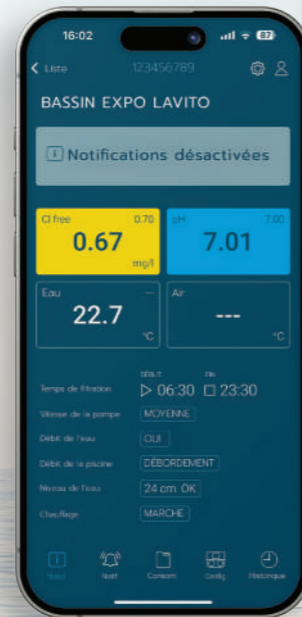 16:02 87
Liste 123456789
BASSIN EXPO LAVITO
Notifications désactivées
Cl free 0.70 pH 7.00
0.67 7.01
mg/l
Eau --- Air
22.7 ---
°C °C
DÉBUT FIN
Temps de filtration 06:30 23:30
Vitesse de la pompe MOYENNE
Débit de l'eau OUI
Débit de la piscine DÉBORDEMENT
Niveau de l'eau 24 cm OK
Chauffage MARCHE
Notif Consom Config Historique